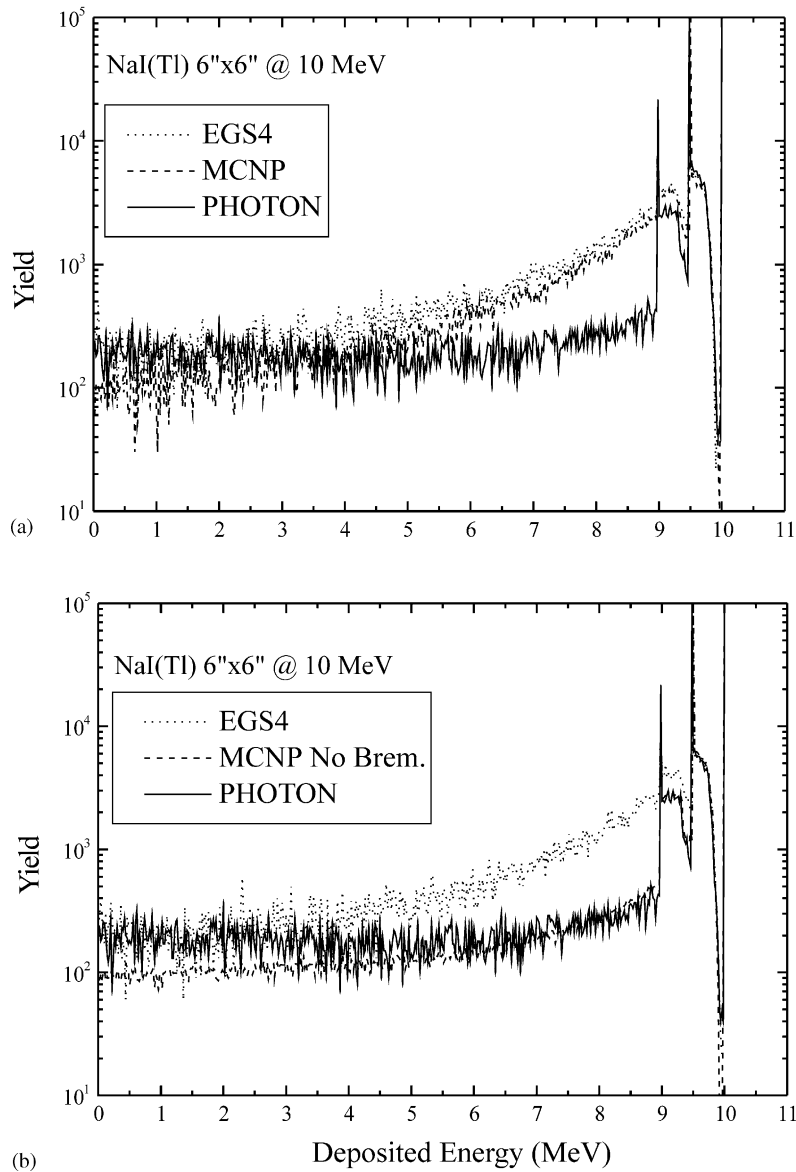 10^5
NaI(Tl) 6"x6" @ 10 MeV
EGS4
MCNP
PHOTON
10^4
10^3
10^2
10^1
Yield
(a)
0 1 2 3 4 5 6 7 8 9 10 11
10^5
NaI(Tl) 6"x6" @ 10 MeV
EGS4
MCNP No Brem.
PHOTON
10^4
10^3
10^2
10^1
Yield
0 1 2 3 4 5 6 7 8 9 10 11
(b)
Deposited Energy (MeV)